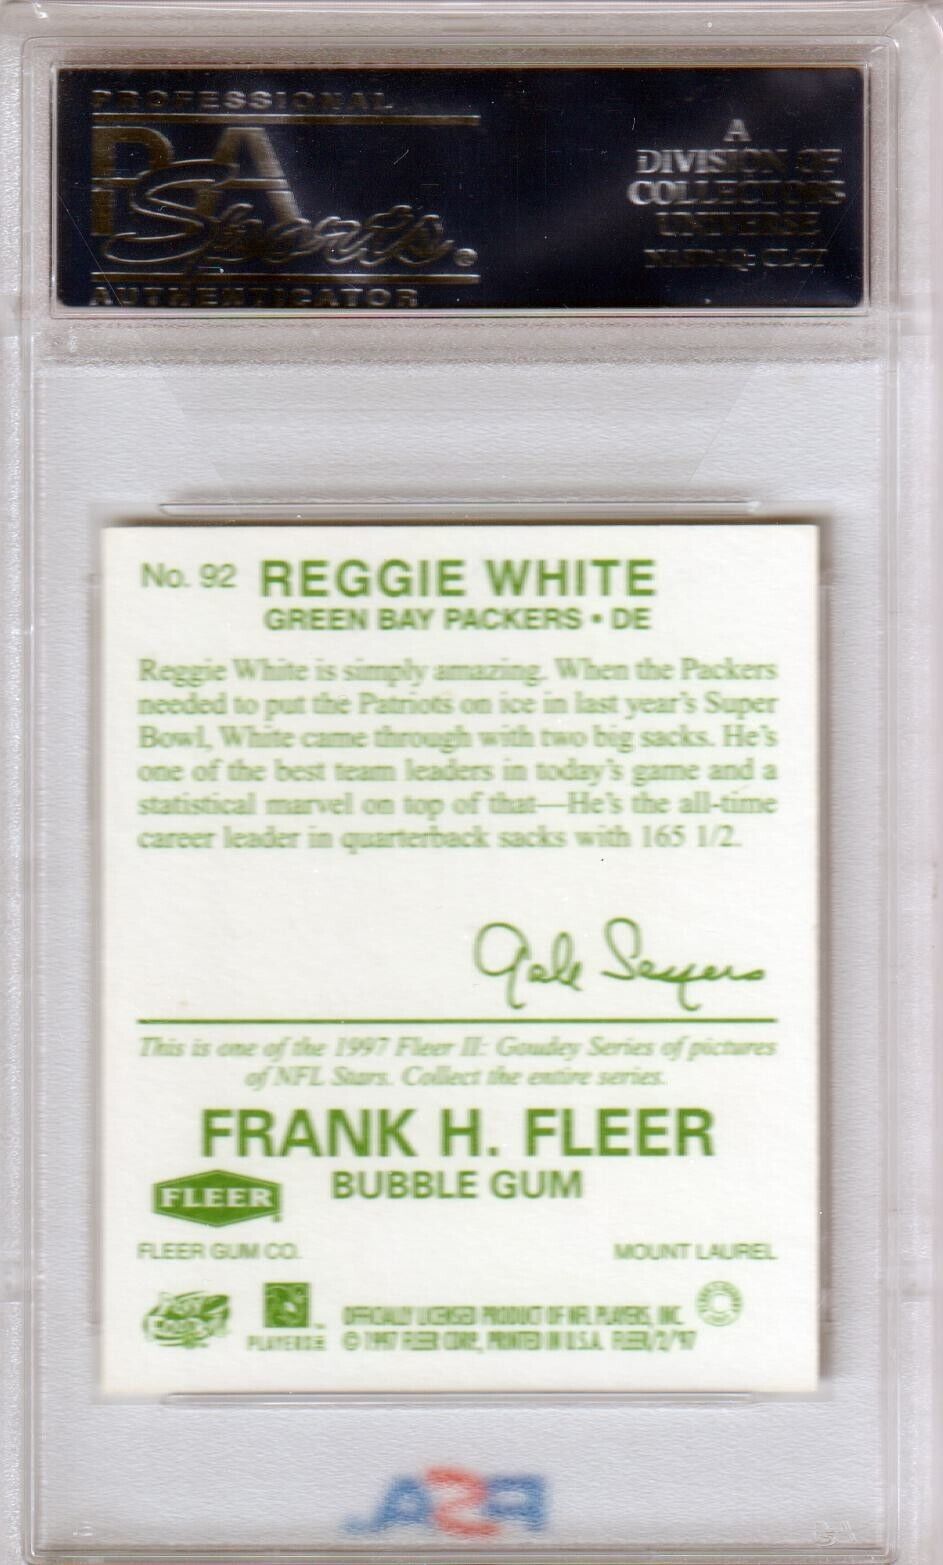 PROFESSIONAL
PSA
Sports®
AUTHENTICATOR
A
DIVISION OF
COLLECTORS
UNIVERSE
NASDAQ: CLCT
No. 92 REGGIE WHITE
GREEN BAY PACKERS • DE
Reggie White is simply amazing. When the Packers
needed to put the Patriots on ice in last year's Super
Bowl, White came through with two big sacks. He's
one of the best team leaders in today's game and a
statistical marvel on top of that—He's the all-time
career leader in quarterback sacks with 165 1/2.
Gale Sayers
This is one of the 1997 Fleer II: Goudey Series of pictures
of NFL Stars. Collect the entire series.
FRANK H. FLEER
BUBBLE GUM
FLEER
FLEER GUM CO. MOUNT LAUREL
PLAYERS
OFFICIALLY LICENSED PRODUCT OF NFL PLAYERS, INC.
© 1997 FLEER CORP., PRINTED IN U.S.A. FLEER/2/'97
PSA